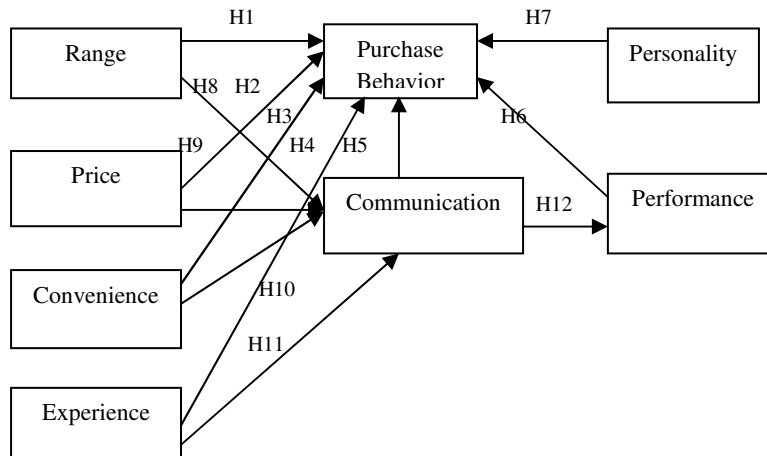 H1
H7
Range
Purchase
Behavior
Personality
H8
H2
H3
H6
H9
H4
H5
Price
Communication
H12
Performance
Convenience
H10
H11
Experience